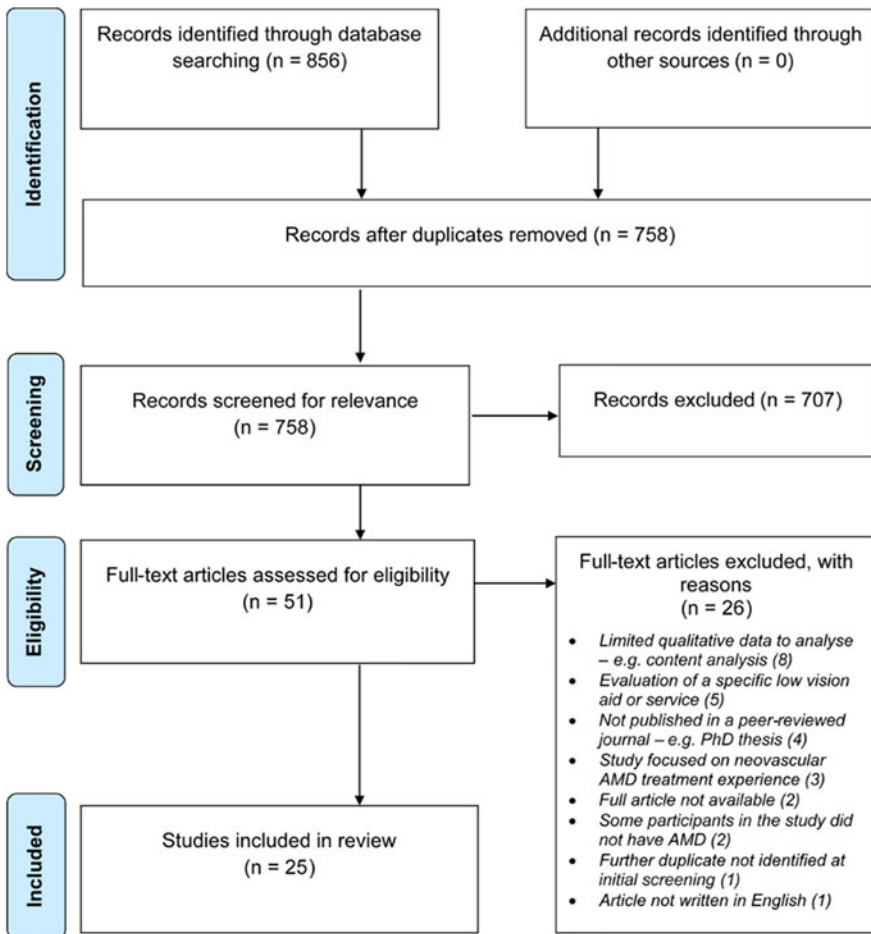 Identification
Records identified through database
searching (n = 856)
Additional records identified through
other sources (n = 0)
Records after duplicates removed (n = 758)
Screening
Records screened for relevance
(n = 758)
Records excluded (n = 707)
Eligibility
Full-text articles assessed for eligibility
(n = 51)
Full-text articles excluded, with
reasons
(n = 26)
• Limited qualitative data to analyse
– e.g. content analysis (8)
• Evaluation of a specific low vision
aid or service (5)
• Not published in a peer-reviewed
journal – e.g. PhD thesis (4)
• Study focused on neovascular
AMD treatment experience (3)
• Full article not available (2)
• Some participants in the study did
not have AMD (2)
• Further duplicate not identified at
initial screening (1)
• Article not written in English (1)
Included
Studies included in review
(n = 25)